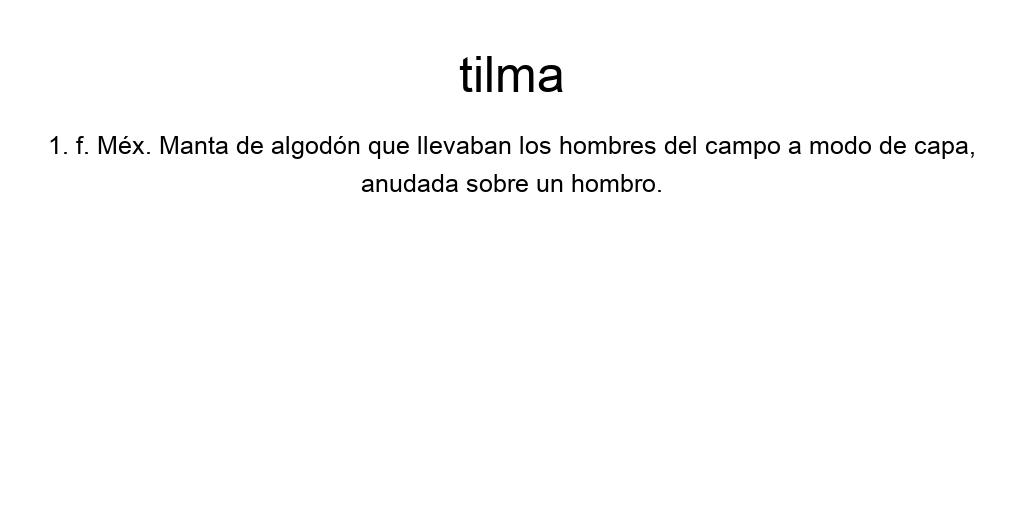 tilma
1. f. Méx. Manta de algodón que llevaban los hombres del campo a modo de capa,
anudada sobre un hombro.